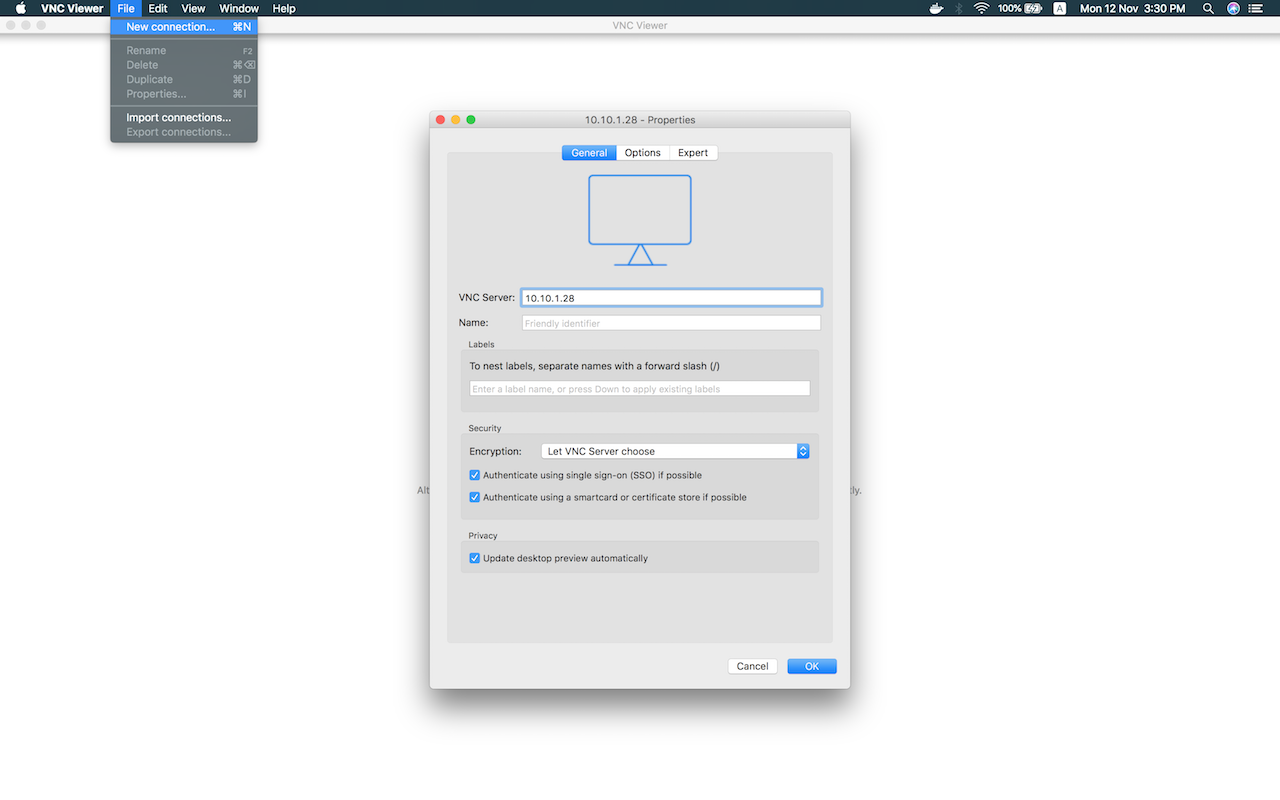 VNC Viewer File Edit View Window Help 100% A Mon 12 Nov 3:30 PM
VNC Viewer
New connection... ⌘N
Rename F2
Delete ⌘⌫
Duplicate ⌘D
Properties... ⌘I
Import connections...
Export connections...
10.10.1.28 - Properties
General Options Expert
VNC Server: 10.10.1.28
Name: Friendly identifier
Labels
To nest labels, separate names with a forward slash (/)
Enter a label name, or press Down to apply existing labels
Security
Encryption: Let VNC Server choose
Authenticate using single sign-on (SSO) if possible
Alt
ly.
Authenticate using a smartcard or certificate store if possible
Privacy
Update desktop preview automatically
Cancel OK